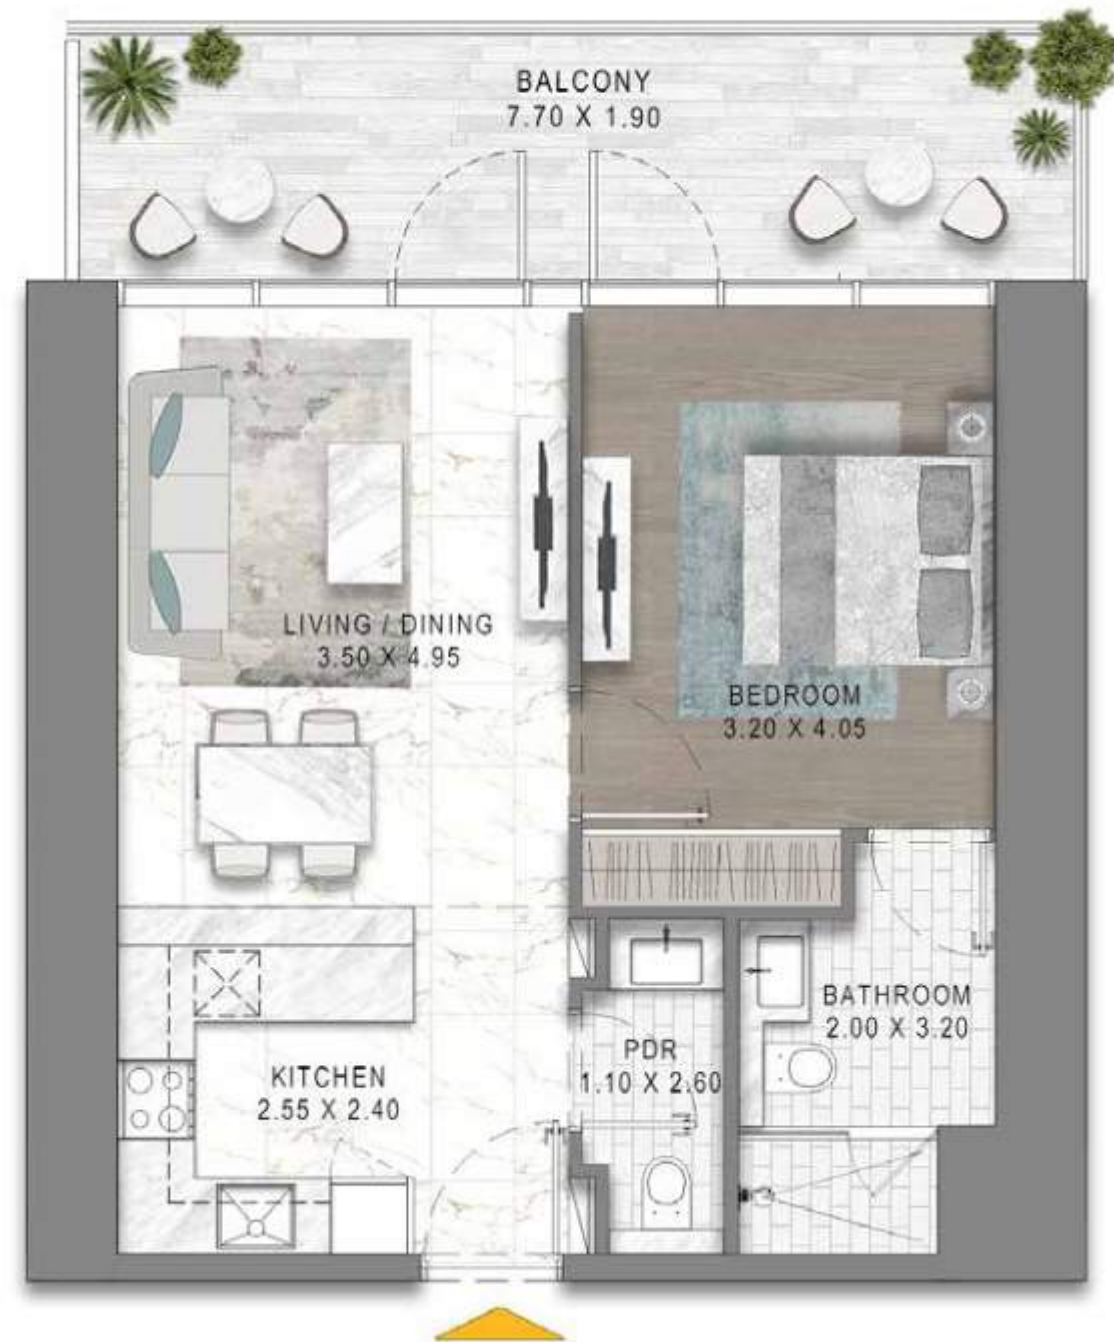 BALCONY
7.70 X 1.90
LIVING / DINING
3.50 X 4.95
BEDROOM
3.20 X 4.05
BATHROOM
2.00 X 3.20
PDR
1.10 X 2.60
KITCHEN
2.55 X 2.40